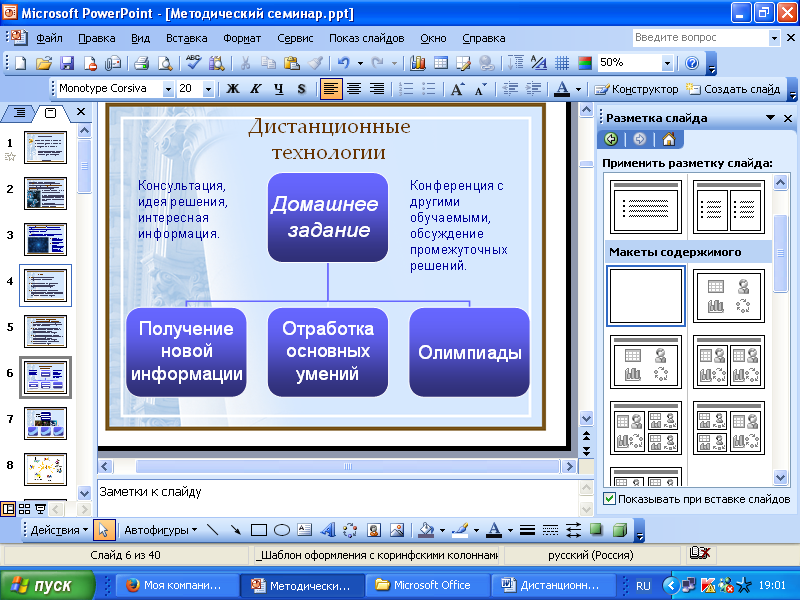 Microsoft PowerPoint - [Методический семинар.ppt]
Файл Правка Вид Вставка Формат Сервис Показ слайдов Окно Справка Введите вопрос
50%
Monotype Corsiva 20 Ж К Ч S Конструктор Создать слайд
Разметка слайда
Применить разметку слайда:
Макеты содержимого
Показывать при вставке слайдов
1
2
3
4
5
6
7
8
Дистанционные
технологии
Консультация,
идея решения,
интересная
информация.
Домашнее
задание
Конференция с
другими
обучаемыми,
обсуждение
промежуточных
решений.
Получение
новой
информации
Отработка
основных
умений
Олимпиады
Заметки к слайду
Действия Автофигуры
Слайд 6 из 40 _Шаблон оформления с коринфскими колоннам русский (Россия)
пуск Моя компани... Методически... Microsoft Office Дистанционн... RU 19:01